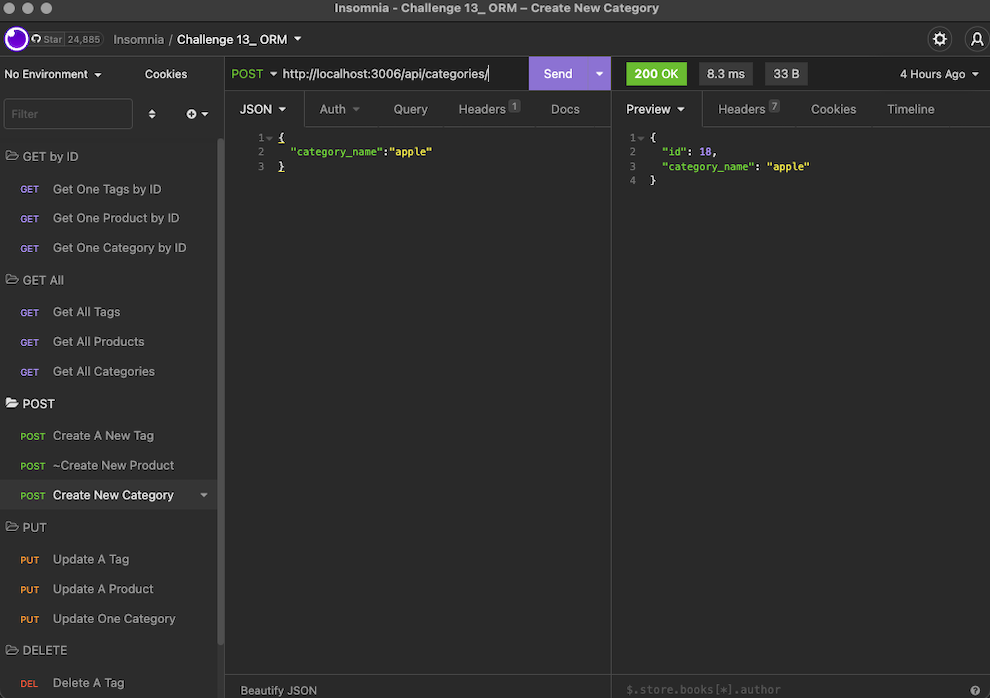 Insomnia - Challenge 13_ ORM – Create New Category
Star 24,885 Insomnia / Challenge 13_ ORM
No Environment Cookies
POST http://localhost:3006/api/categories/ Send
200 OK 8.3 ms 33 B 4 Hours Ago
Filter
JSON Auth Query Headers 1 Docs
Preview Headers 7 Cookies Timeline
GET by ID
GET Get One Tags by ID
GET Get One Product by ID
GET Get One Category by ID
GET All
GET Get All Tags
GET Get All Products
GET Get All Categories
POST
POST Create A New Tag
POST ~Create New Product
POST Create New Category
PUT
PUT Update A Tag
PUT Update A Product
PUT Update One Category
DELETE
DEL Delete A Tag
1 {
2 "category_name":"apple"
3 }
1 {
2 "id": 18,
3 "category_name": "apple"
4 }
Beautify JSON
$.store.books[*].author
?